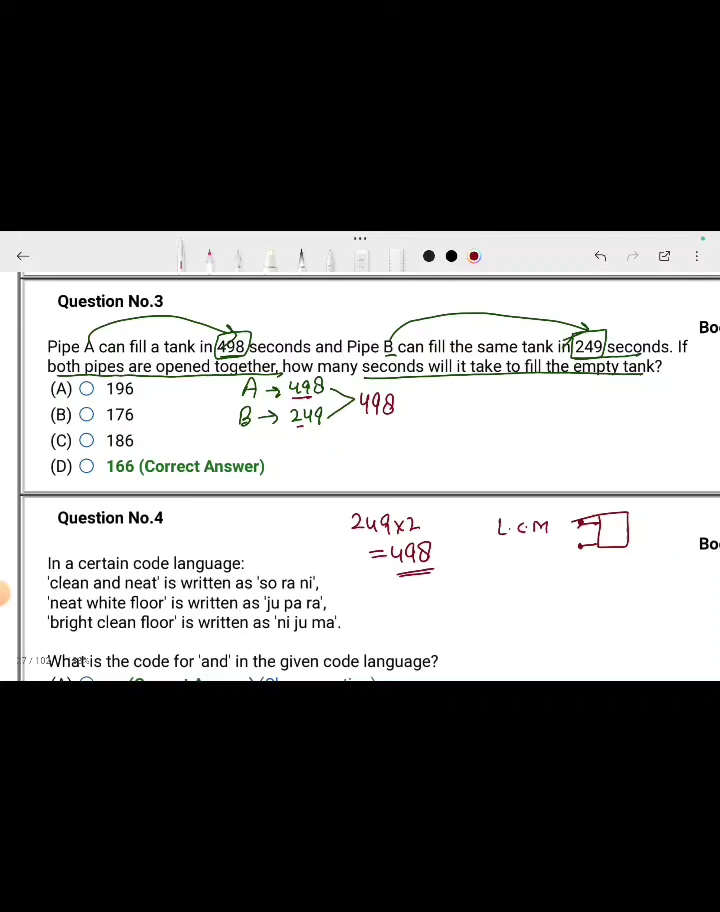 Question No.3
Boo
Pipe A can fill a tank in 498 seconds and Pipe B can fill the same tank in 249 seconds. If
both pipes are opened together, how many seconds will it take to fill the empty tank?
(A) 196
(B) 176
(C) 186
(D) 166 (Correct Answer)
A → 498
B → 249
498
Question No.4
249×2
=498
L.C.M
Boo
In a certain code language:
'clean and neat' is written as 'so ra ni',
'neat white floor' is written as 'ju pa ra',
'bright clean floor' is written as 'ni ju ma'.
What is the code for 'and' in the given code language?